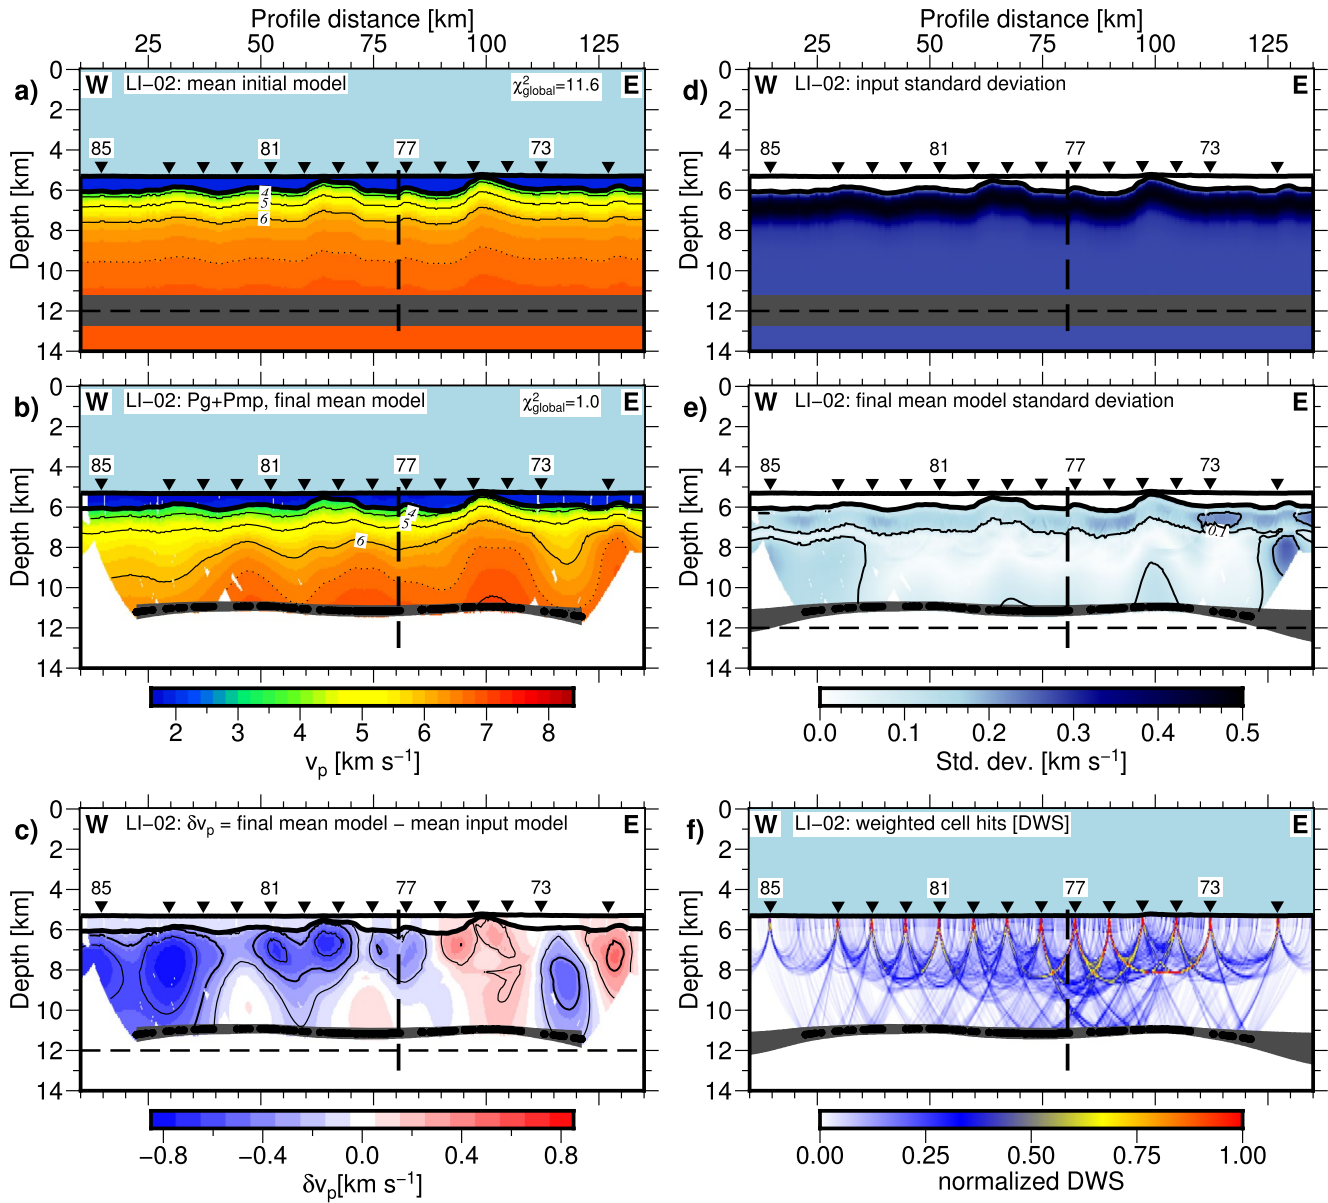 Profile distance [km]
25 50 75 100 125
a)
W LI−02: mean initial model χ²global=11.6 E
85 81 77 73
4
5
6
0
2
4
6
8
10
12
14
Depth [km]
b)
W LI−02: Pg+Pmp, final mean model χ²global=1.0 E
85 81 77 73
4
5
6
0
2
4
6
8
10
12
14
Depth [km]
2 3 4 5 6 7 8
vp [km s−1]
c)
W LI−02: δvp = final mean model − mean input model E
85 81 77 73
0
2
4
6
8
10
12
14
Depth [km]
−0.8 −0.4 0.0 0.4 0.8
δvp[km s−1]
Profile distance [km]
25 50 75 100 125
d)
W LI−02: input standard deviation E
85 81 77 73
0
2
4
6
8
10
12
14
Depth [km]
e)
W LI−02: final mean model standard deviation E
85 81 77 73
0.1
0
2
4
6
8
10
12
14
Depth [km]
0.0 0.1 0.2 0.3 0.4 0.5
Std. dev. [km s−1]
f)
W LI−02: weighted cell hits [DWS] E
85 81 77 73
0
2
4
6
8
10
12
14
Depth [km]
0.00 0.25 0.50 0.75 1.00
normalized DWS